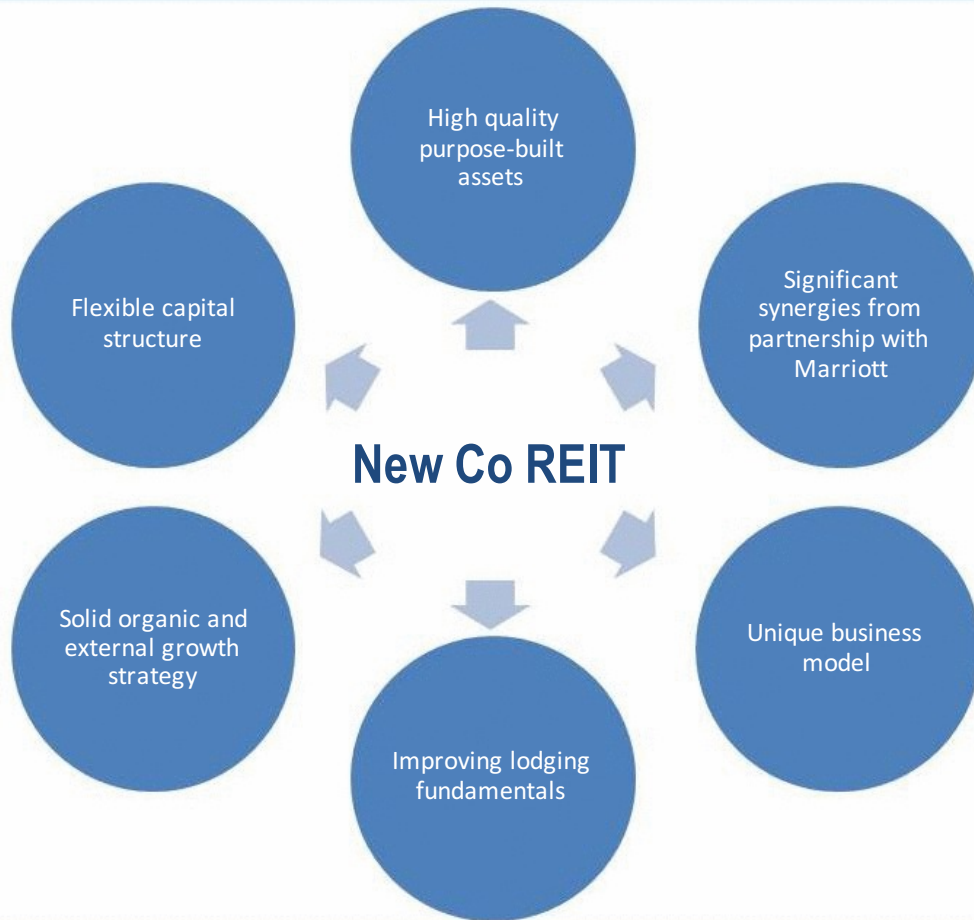 High quality
purpose-built
assets
Flexible capital
structure
Significant
synergies from
partnership with
Marriott
New Co REIT
Solid organic and
external growth
strategy
Unique business
model
Improving lodging
fundamentals